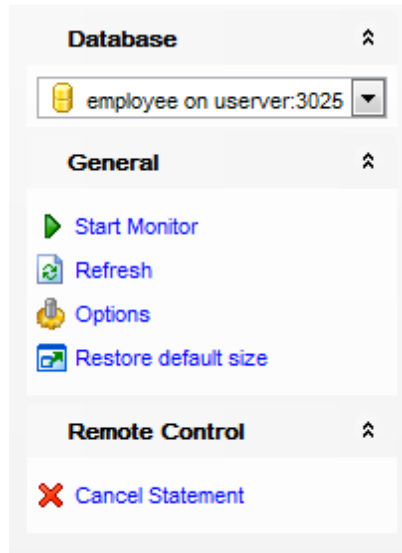 Database
employee on userver:3025
General
Start Monitor
Refresh
Options
Restore default size
Remote Control
Cancel Statement